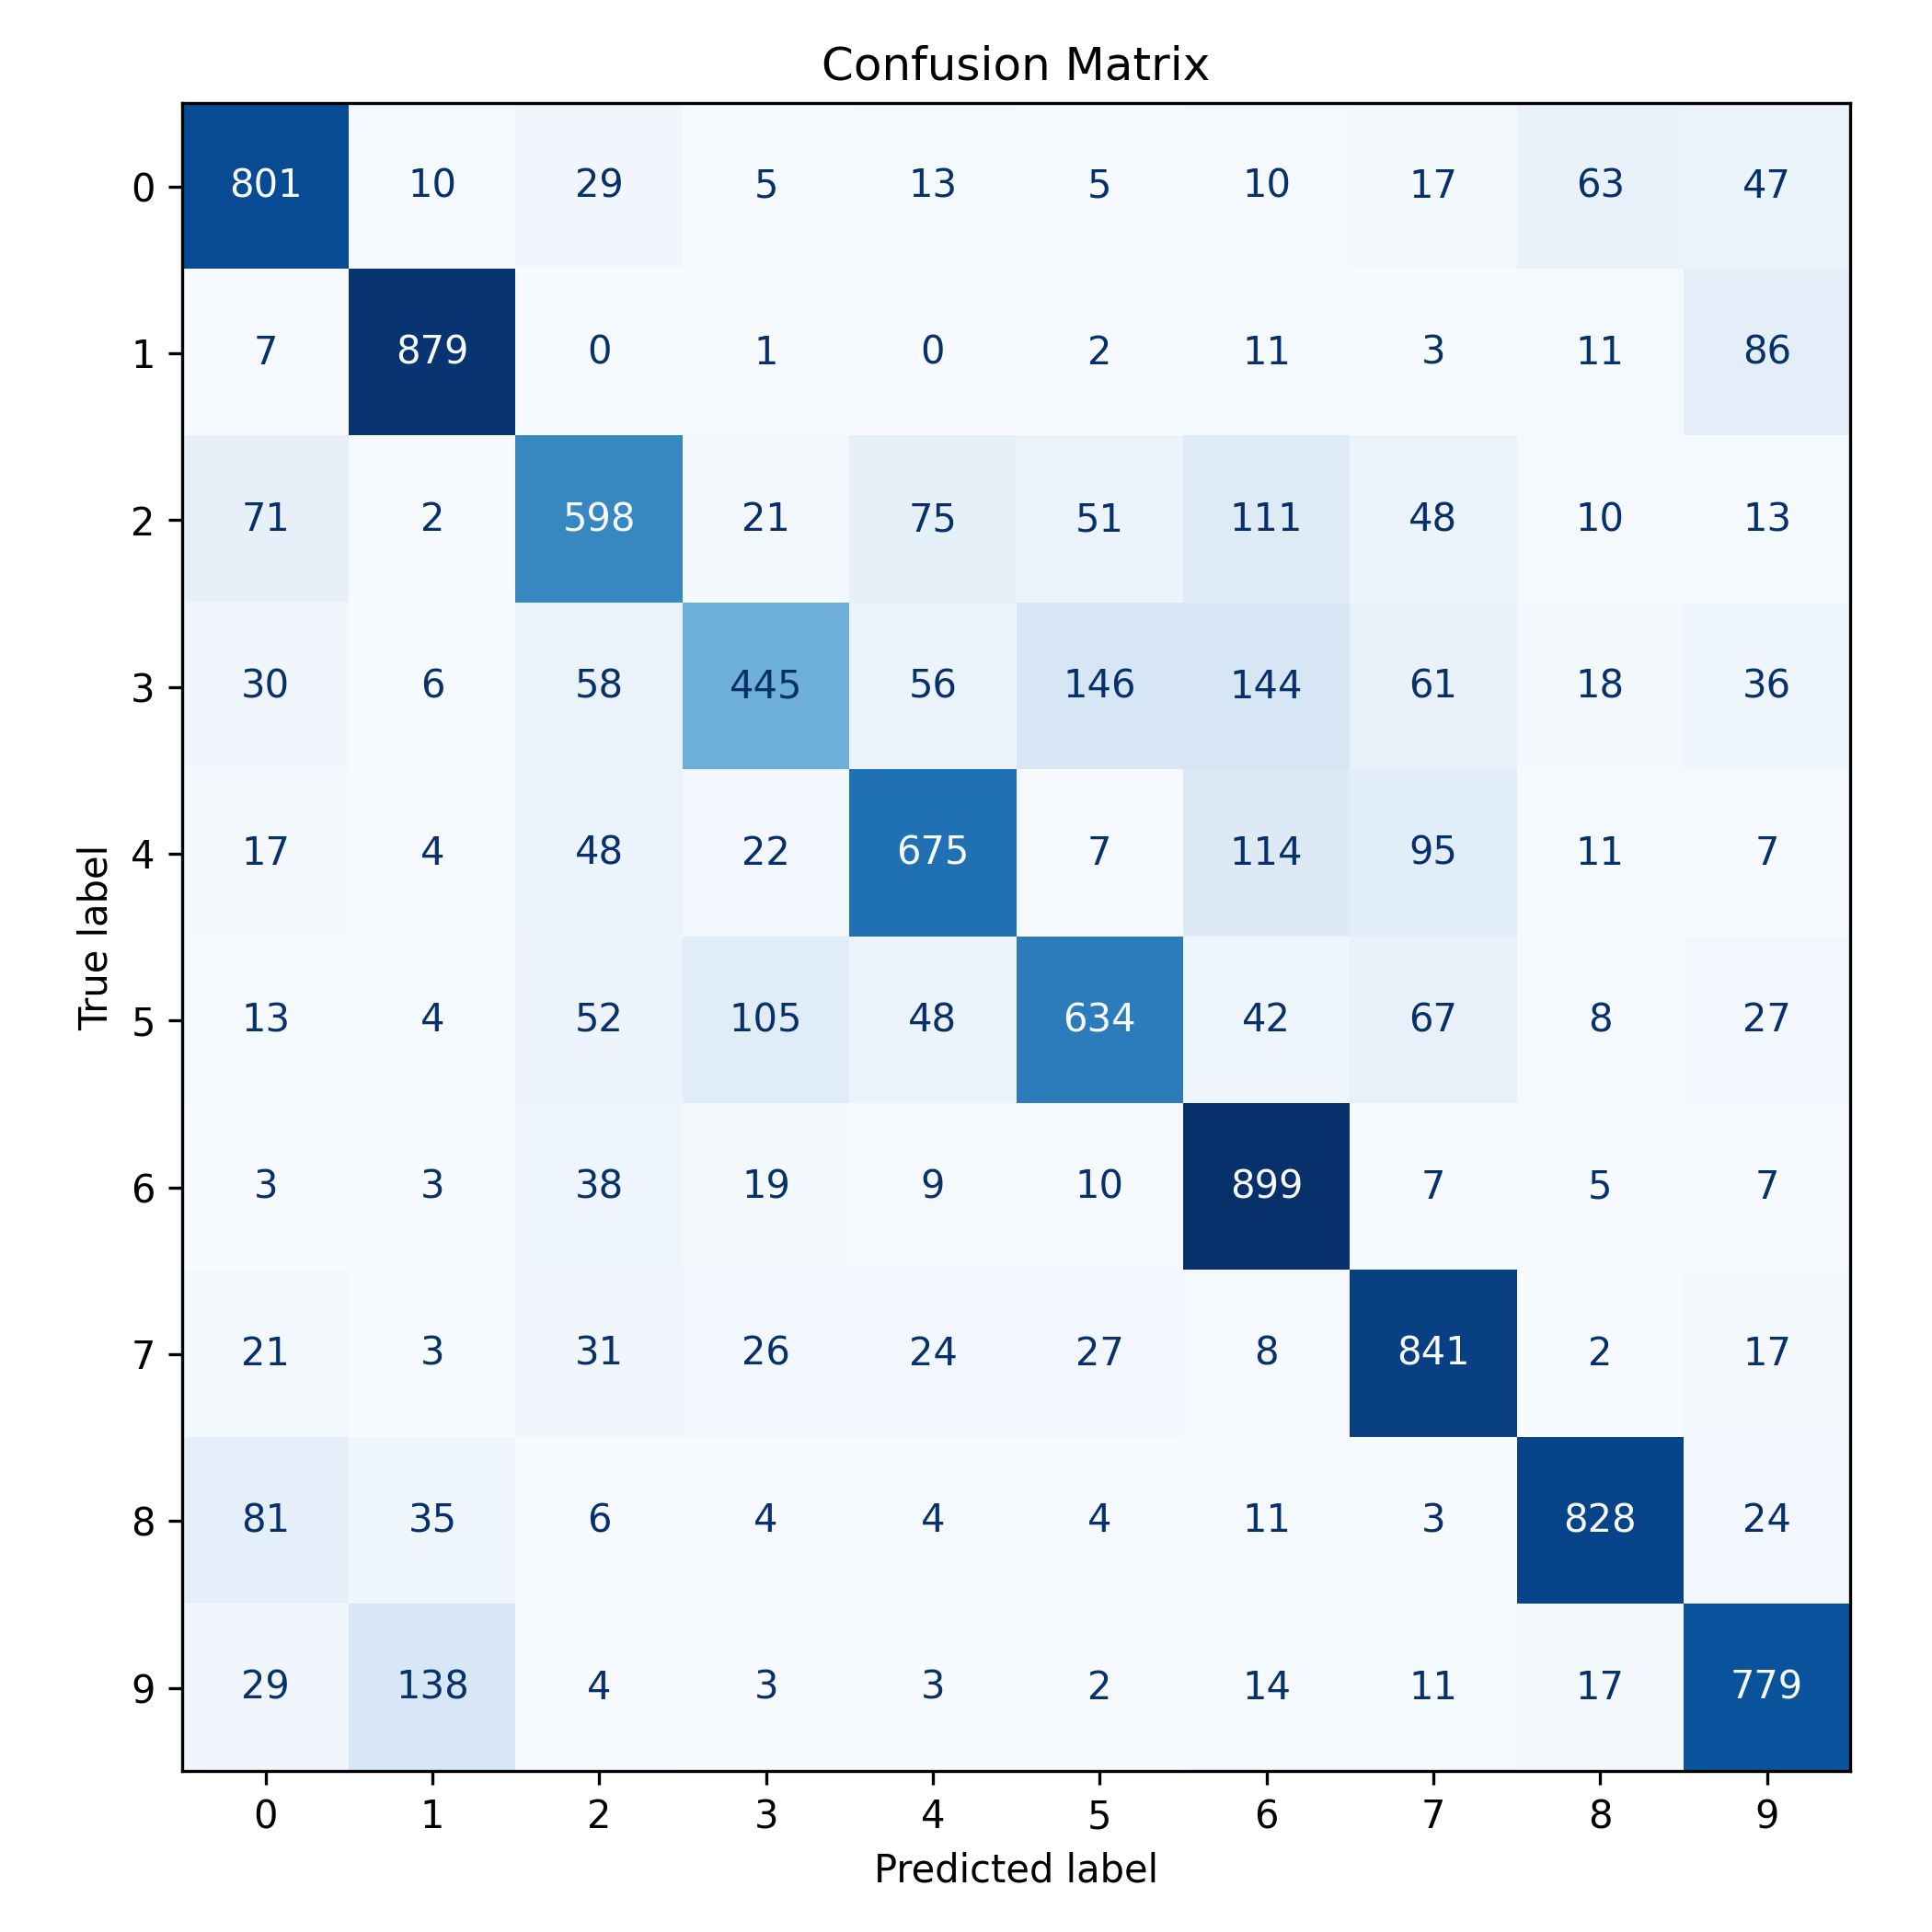 Confusion Matrix
0 801 10 29 5 13 5 10 17 63 47
1 7 879 0 1 0 2 11 3 11 86
2 71 2 598 21 75 51 111 48 10 13
3 30 6 58 445 56 146 144 61 18 36
4 17 4 48 22 675 7 114 95 11 7
5 13 4 52 105 48 634 42 67 8 27
6 3 3 38 19 9 10 899 7 5 7
7 21 3 31 26 24 27 8 841 2 17
8 81 35 6 4 4 4 11 3 828 24
9 29 138 4 3 3 2 14 11 17 779
0 1 2 3 4 5 6 7 8 9
Predicted label
True label